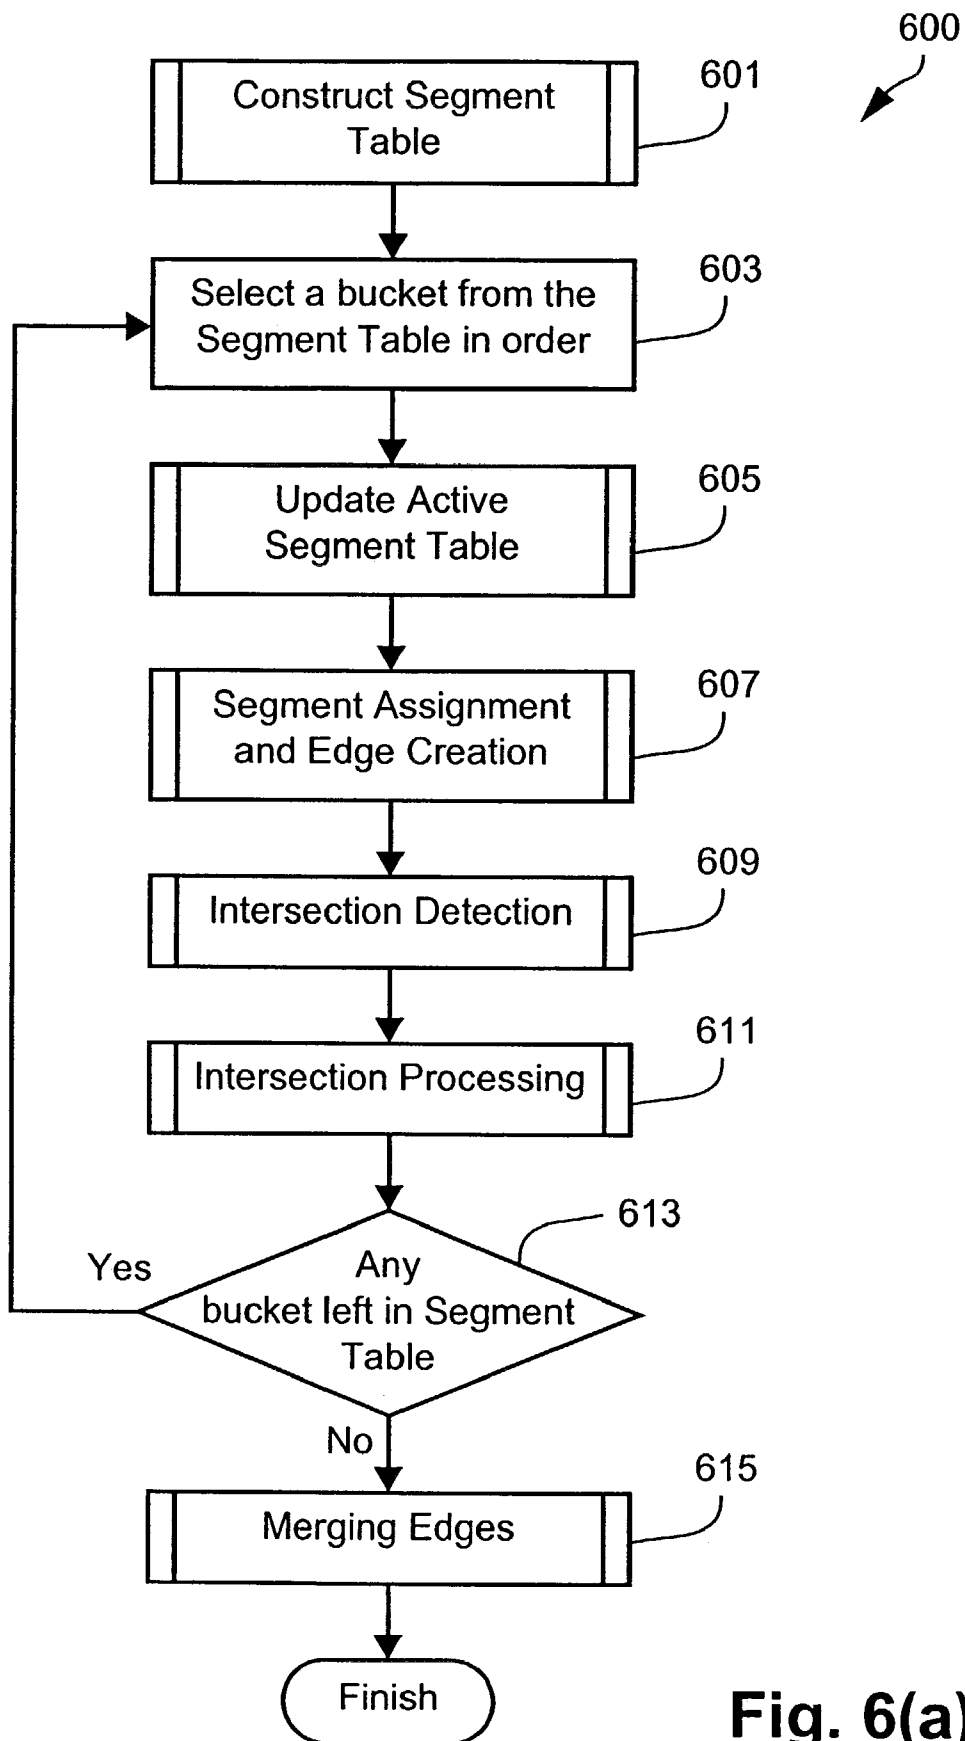 600
Construct Segment
Table
601
Select a bucket from the
Segment Table in order
603
Update Active
Segment Table
605
Segment Assignment
and Edge Creation
607
Intersection Detection
609
Intersection Processing
611
613
Yes
Any
bucket left in Segment
Table
No
615
Merging Edges
Finish
Fig. 6(a)